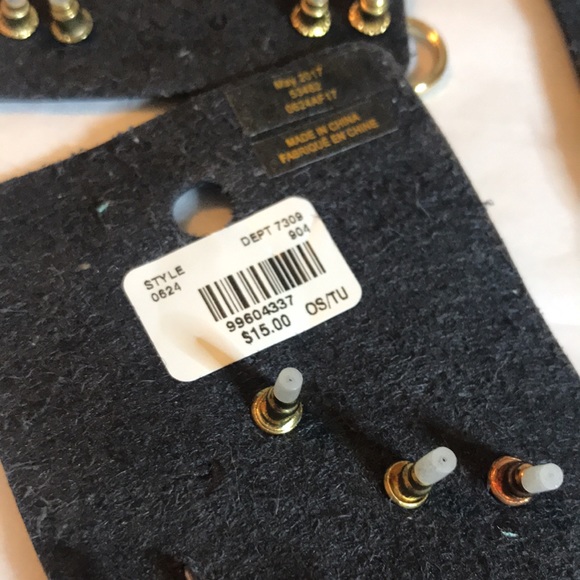 May 2017
53462
0624AF17
MADE IN CHINA
FABRIQUÉ EN CHINE
STYLE
0624
DEPT 7309
904
99604337
$15.00
OS/TU